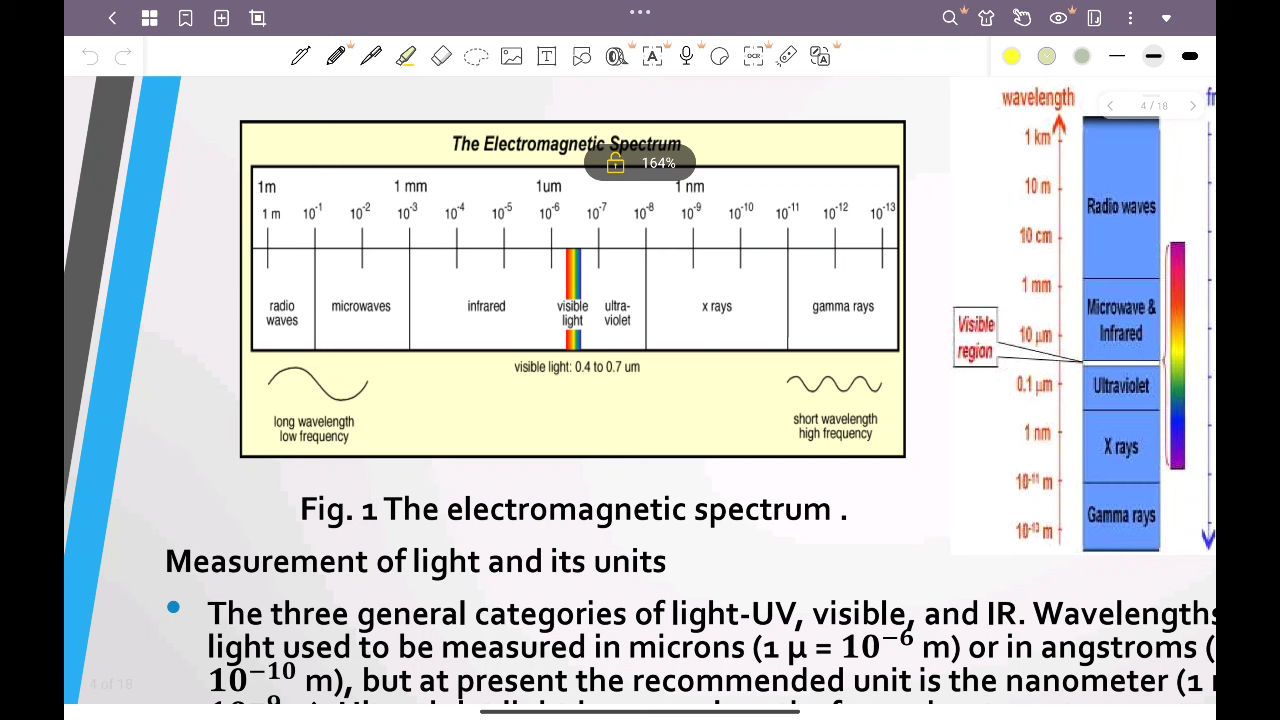 4/18
164%
The Electromagnetic Spectrum
1m 1 mm 1um 1 nm
1 m 10-1 10-2 10-3 10-4 10-5 10-6 10-7 10-8 10-9 10-10 10-11 10-12 10-13
radio waves
microwaves
infrared
visible light
ultra-violet
x rays
gamma rays
visible light: 0.4 to 0.7 um
long wavelength
low frequency
short wavelength
high frequency
wavelength
1 km
10 m
10 cm
1 mm
10 µm
0.1 µm
1 nm
10-11 m
Radio waves
Microwave &
Infrared
Ultraviolet
X rays
Gamma rays
Visible
region
Fig. 1 The electromagnetic spectrum .
Measurement of light and its units
• The three general categories of light-UV, visible, and IR. Wavelengths
light used to be measured in microns (1 µ = 10−6 m) or in angstroms (
10−10 m), but at present the recommended unit is the nanometer (1
4 of 18